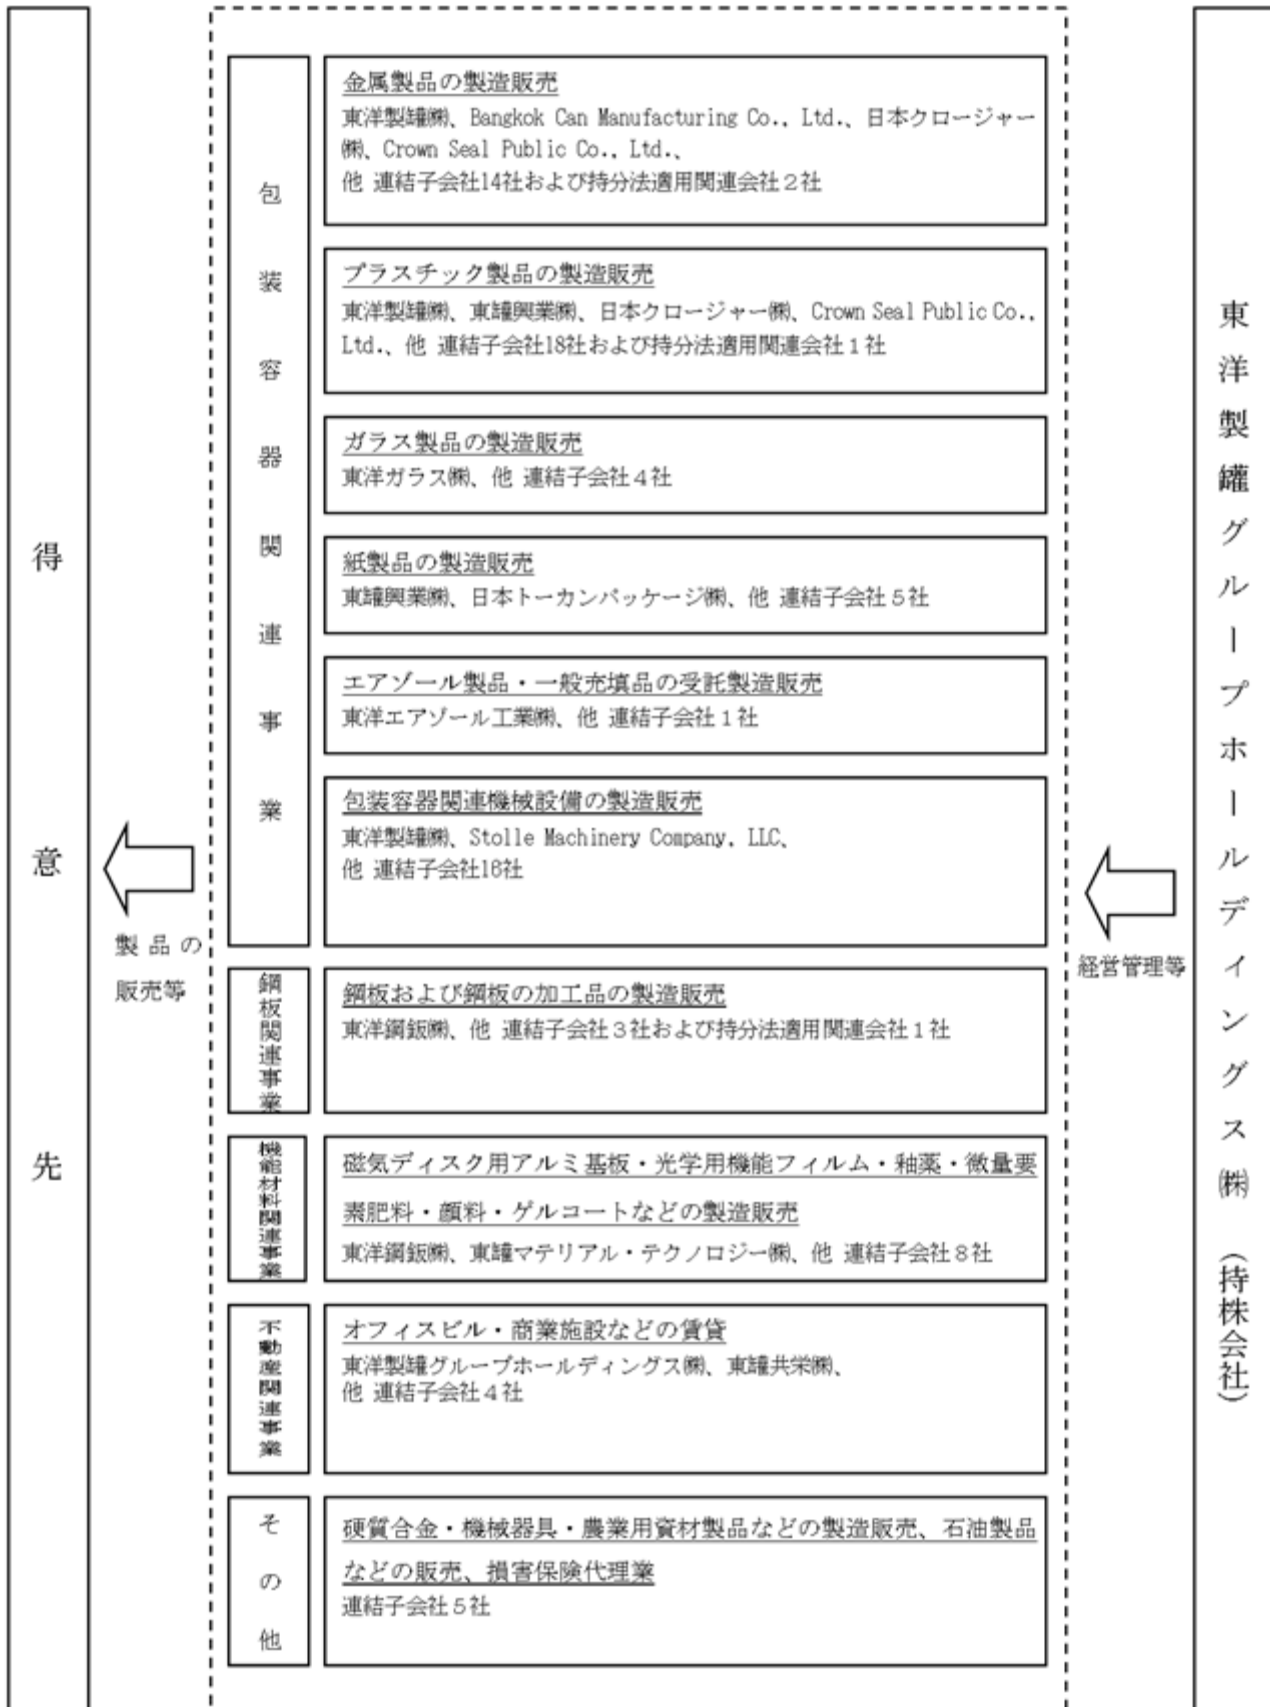 得意先
製品の
販売等
包装容器関連事業
金属製品の製造販売
東洋製罐㈱、Bangkok Can Manufacturing Co., Ltd.、日本クロージャー
㈱、Crown Seal Public Co., Ltd.、
他 連結子会社14社および持分法適用関連会社２社
プラスチック製品の製造販売
東洋製罐㈱、東罐興業㈱、日本クロージャー㈱、Crown Seal Public Co.,
Ltd.、他 連結子会社18社および持分法適用関連会社１社
ガラス製品の製造販売
東洋ガラス㈱、他 連結子会社４社
紙製品の製造販売
東罐興業㈱、日本トーカンパッケージ㈱、他 連結子会社５社
エアゾール製品・一般充填品の受託製造販売
東洋エアゾール工業㈱、他 連結子会社１社
包装容器関連機械設備の製造販売
東洋製罐㈱、Stolle Machinery Company, LLC、
他 連結子会社16社
鋼板関連事業
鋼板および鋼板の加工品の製造販売
東洋鋼鈑㈱、他 連結子会社３社および持分法適用関連会社１社
機能材料関連事業
磁気ディスク用アルミ基板・光学用機能フィルム・釉薬・微量要
素肥料・顔料・ゲルコートなどの製造販売
東洋鋼鈑㈱、東罐マテリアル・テクノロジー㈱、他 連結子会社８社
不動産関連事業
オフィスビル・商業施設などの賃貸
東洋製罐グループホールディングス㈱、東罐共栄㈱、
他 連結子会社４社
その他
硬質合金・機械器具・農業用資材製品などの製造販売、石油製品
などの販売、損害保険代理業
連結子会社５社
経営管理等
東洋製罐グループホールディングス㈱ （持株会社）